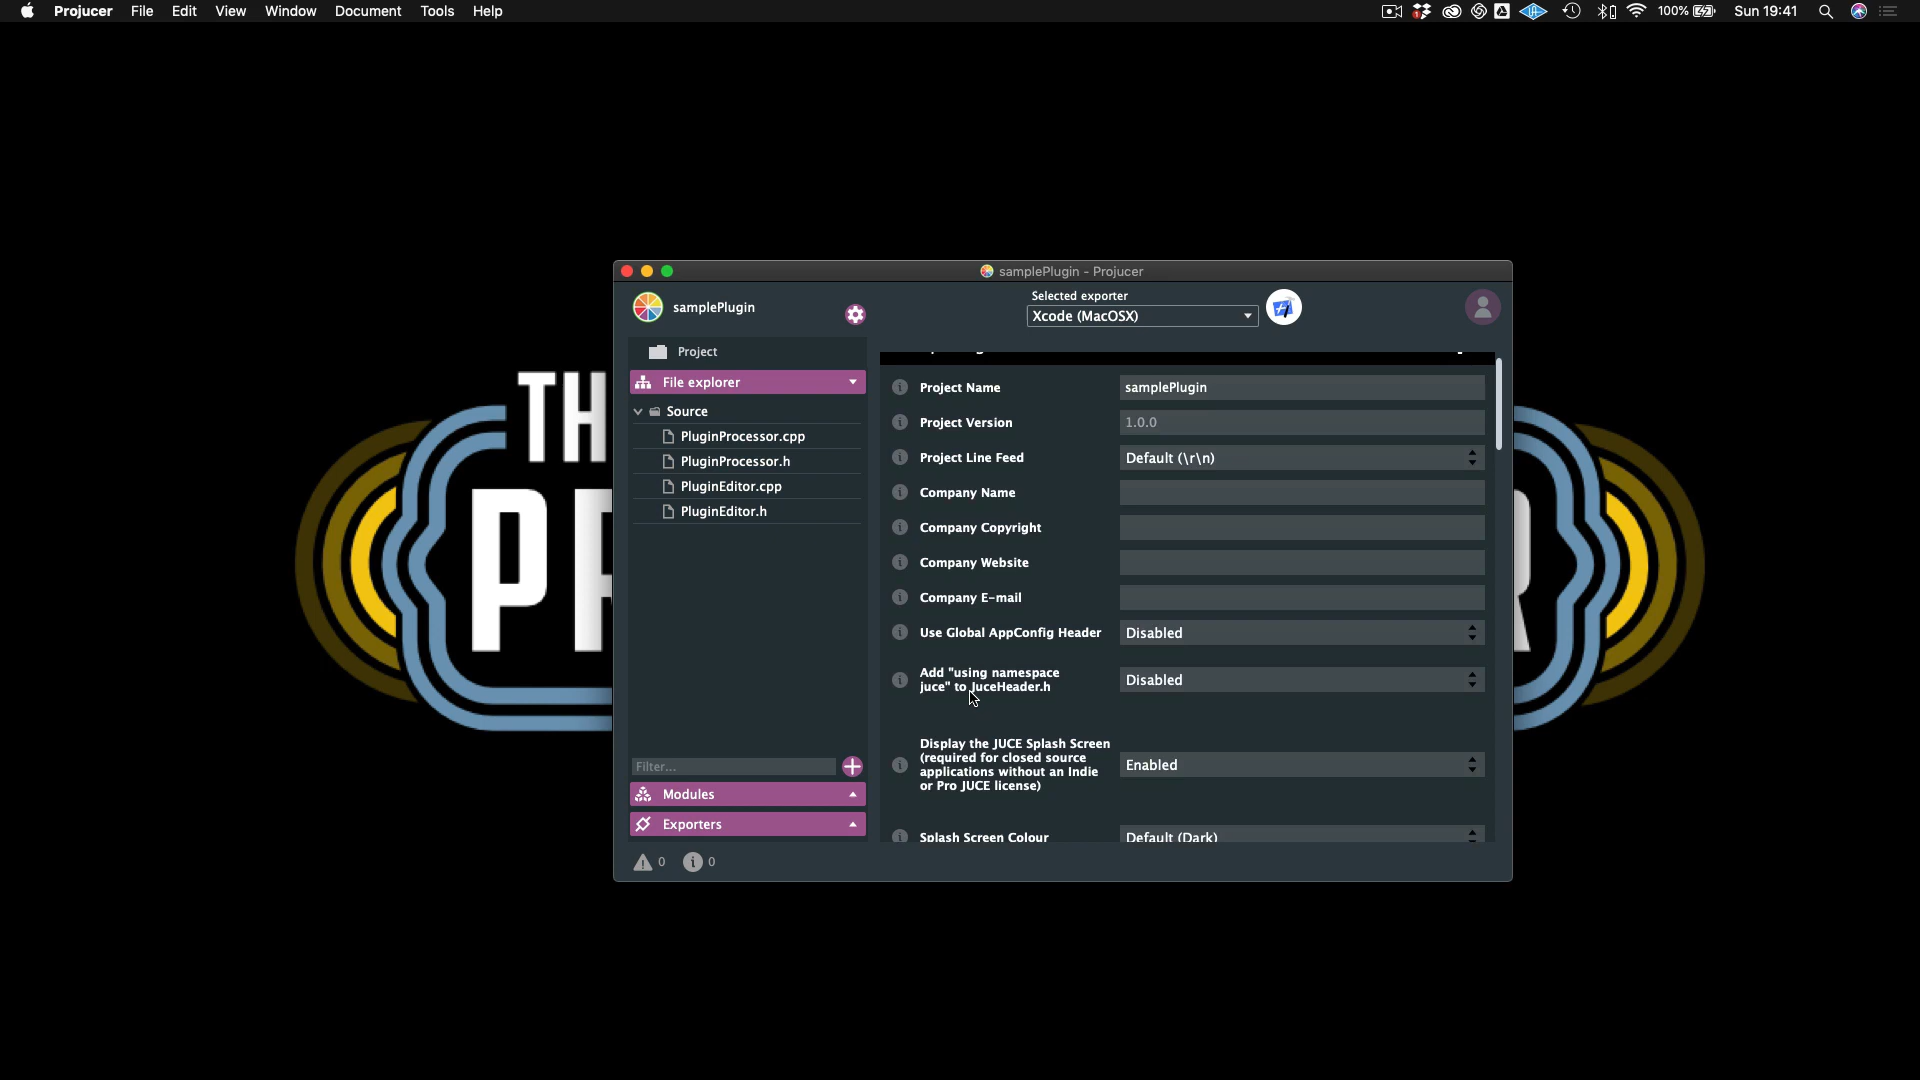 Projucer File Edit View Window Document Tools Help
100% Sun 19:41
samplePlugin - Projucer
samplePlugin
Selected exporter
Xcode (MacOSX)
Project
File explorer
Source
PluginProcessor.cpp
PluginProcessor.h
PluginEditor.cpp
PluginEditor.h
Filter...
Modules
Exporters
0 0
Project Name samplePlugin
Project Version 1.0.0
Project Line Feed Default (\r\n)
Company Name
Company Copyright
Company Website
Company E-mail
Use Global AppConfig Header Disabled
Add "using namespace
juce" to JuceHeader.h Disabled
Display the JUCE Splash Screen
(required for closed source
applications without an Indie
or Pro JUCE license) Enabled
Splash Screen Colour Default (Dark)
TH
P